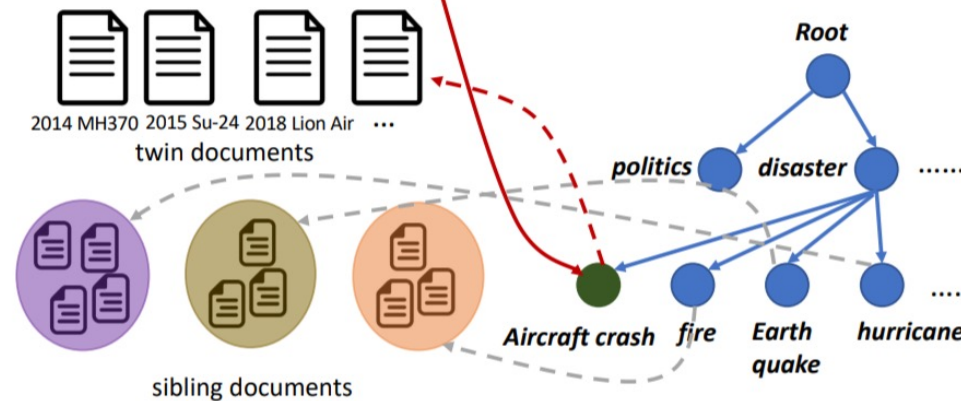 Root
2014 MH370 2015 Su-24 2018 Lion Air ...
twin documents
politics disaster ......
Aircraft crash fire Earth quake hurricane ....
sibling documents